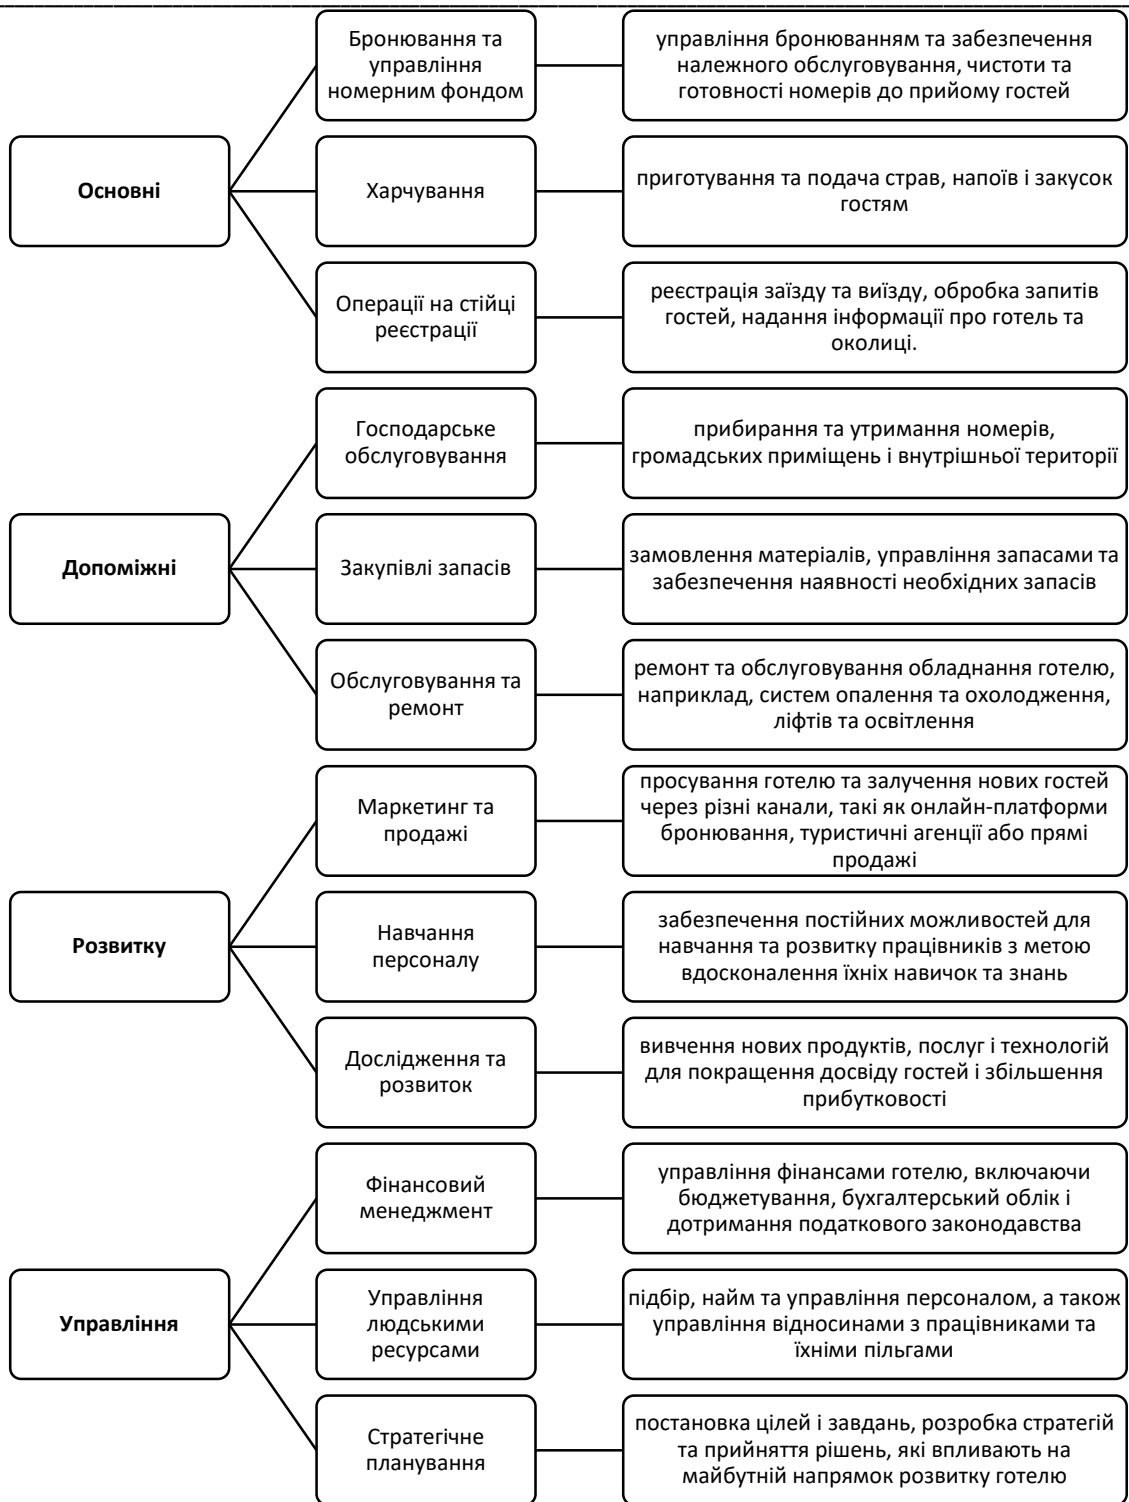 Бронювання та
управління
номерним фондом
управління бронюванням та забезпечення
належного обслуговування, чистоти та
готовності номерів до прийому гостей
Основні
Харчування
приготування та подача страв, напоїв і закусок
гостям
Операції на стійці
реєстрації
реєстрація заїзду та виїзду, обробка запитів
гостей, надання інформації про готель та
околиці.
Господарське
обслуговування
прибирання та утримання номерів,
громадських приміщень і внутрішньої території
Допоміжні
Закупівлі запасів
замовлення матеріалів, управління запасами та
забезпечення наявності необхідних запасів
Обслуговування та
ремонт
ремонт та обслуговування обладнання готелю,
наприклад, систем опалення та охолодження,
ліфтів та освітлення
Маркетинг та
продажі
просування готелю та залучення нових гостей
через різні канали, такі як онлайн-платформи
бронювання, туристичні агенції або прямі
продажі
Розвитку
Навчання
персоналу
забезпечення постійних можливостей для
навчання та розвитку працівників з метою
вдосконалення їхніх навичок та знань
Дослідження та
розвиток
вивчення нових продуктів, послуг і технологій
для покращення досвіду гостей і збільшення
прибутковості
Фінансовий
менеджмент
управління фінансами готелю, включаючи
бюджетування, бухгалтерський облік і
дотримання податкового законодавства
Управління
Управління
людськими
ресурсами
підбір, найм та управління персоналом, а також
управління відносинами з працівниками та
їхніми пільгами
Стратегічне
планування
постановка цілей і завдань, розробка стратегій
та прийняття рішень, які впливають на
майбутній напрямок розвитку готелю